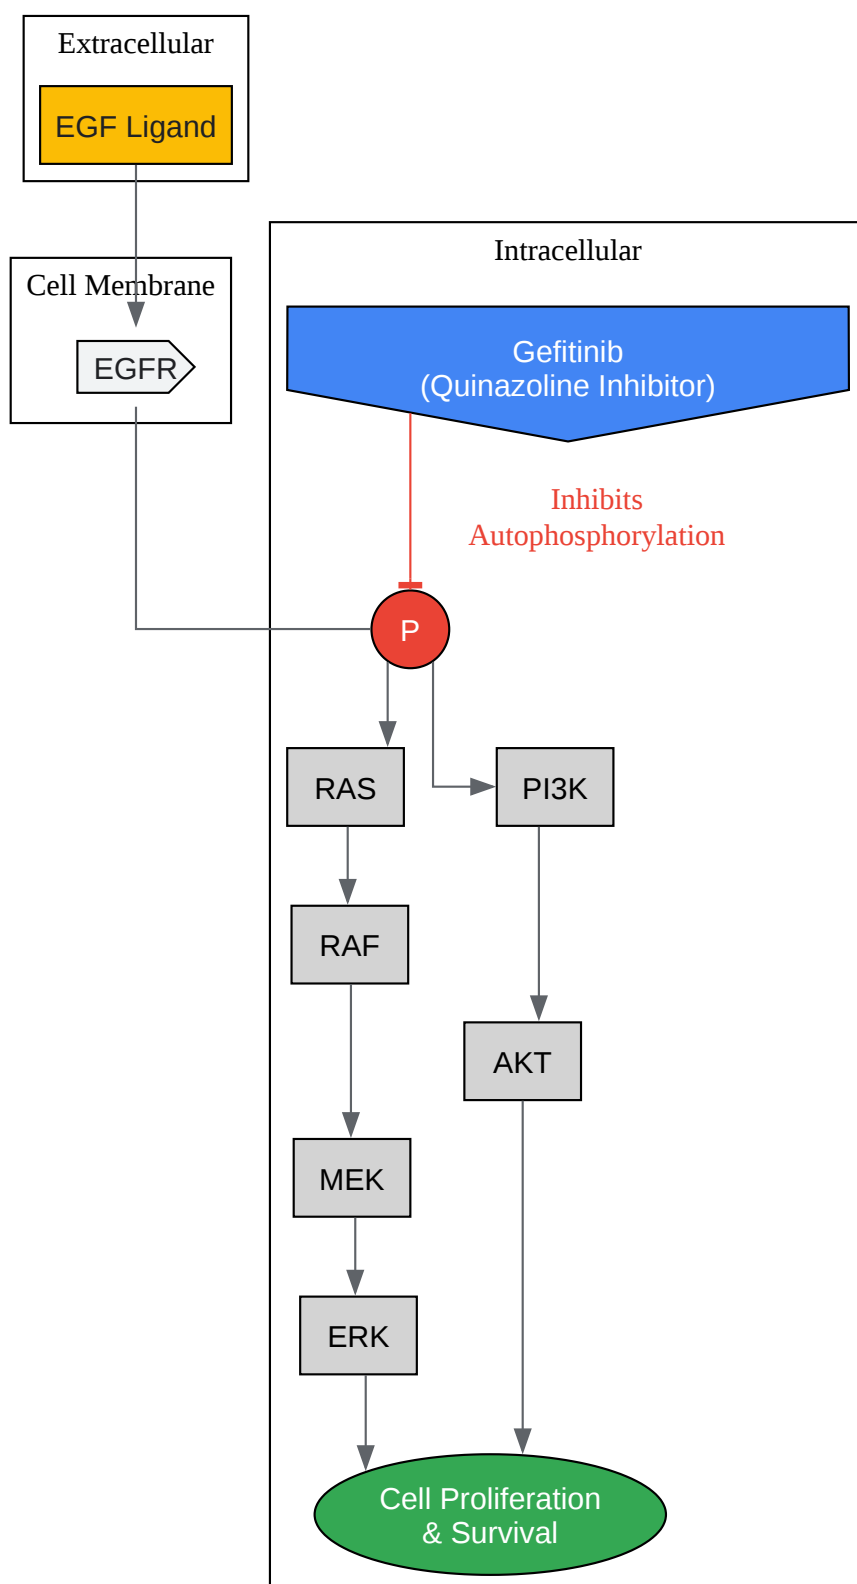 Extracellular
EGF Ligand
Cell Membrane
EGFR
Intracellular
Gefitinib
(Quinazoline Inhibitor)
Inhibits
Autophosphorylation
P
RAS
PI3K
RAF
AKT
MEK
ERK
Cell Proliferation
& Survival